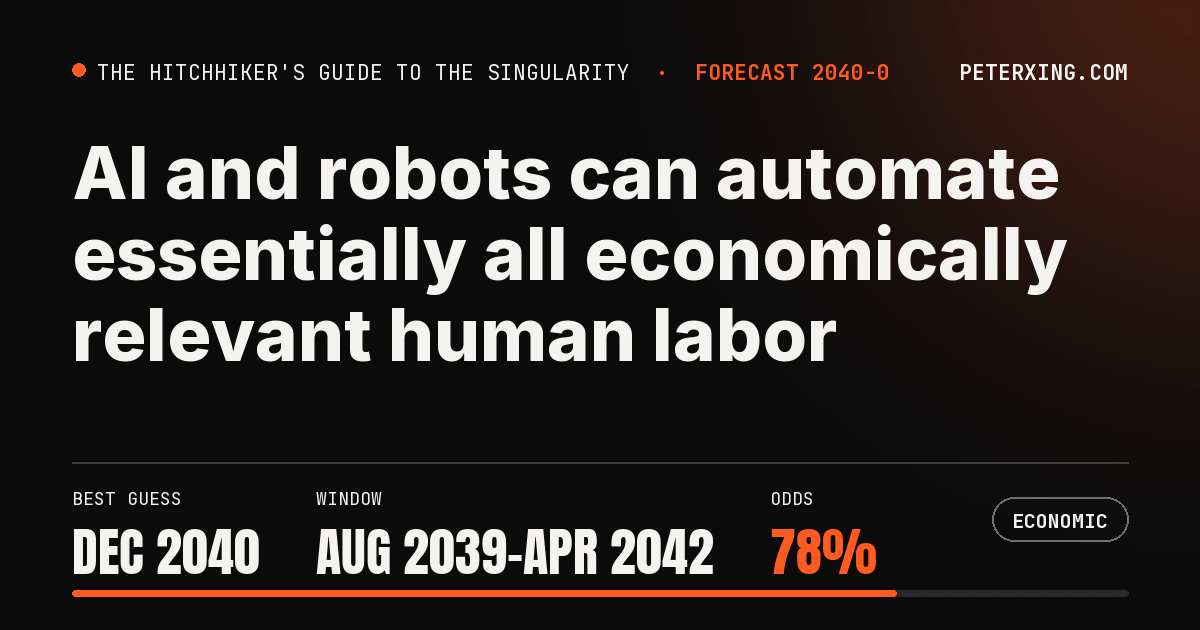 THE HITCHHIKER'S GUIDE TO THE SINGULARITY · FORECAST 2040-0 PETERXING.COM
AI and robots can automate
essentially all economically
relevant human labor
BEST GUESS WINDOW ODDS
DEC 2040 AUG 2039–APR 2042 78% ECONOMIC